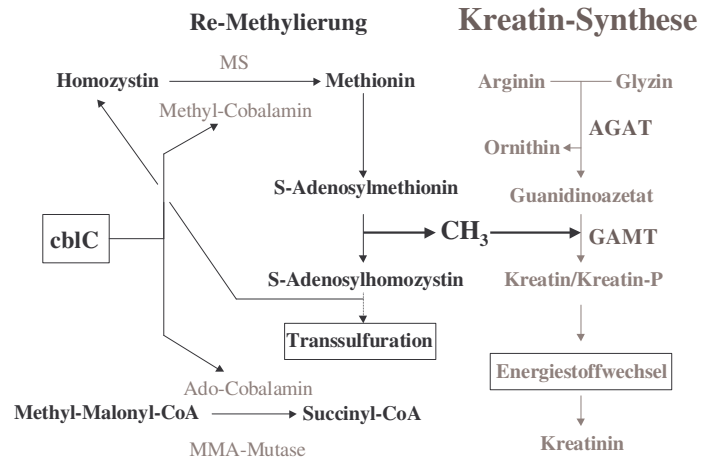 Re-Methylierung
Kreatin-Synthese
MS
Homozystin
Methionin
Arginin
Glyzin
Methyl-Cobalamin
AGAT
Ornithin
S-Adenosylmethionin
Guanidinoazetat
cblC
CH₃
GAMT
S-Adenosylhomozystin
Kreatin/Kreatin-P
Transsulfuration
Energiestoffwechsel
Ado-Cobalamin
Methyl-Malonyl-CoA
Succinyl-CoA
MMA-Mutase
Kreatinin